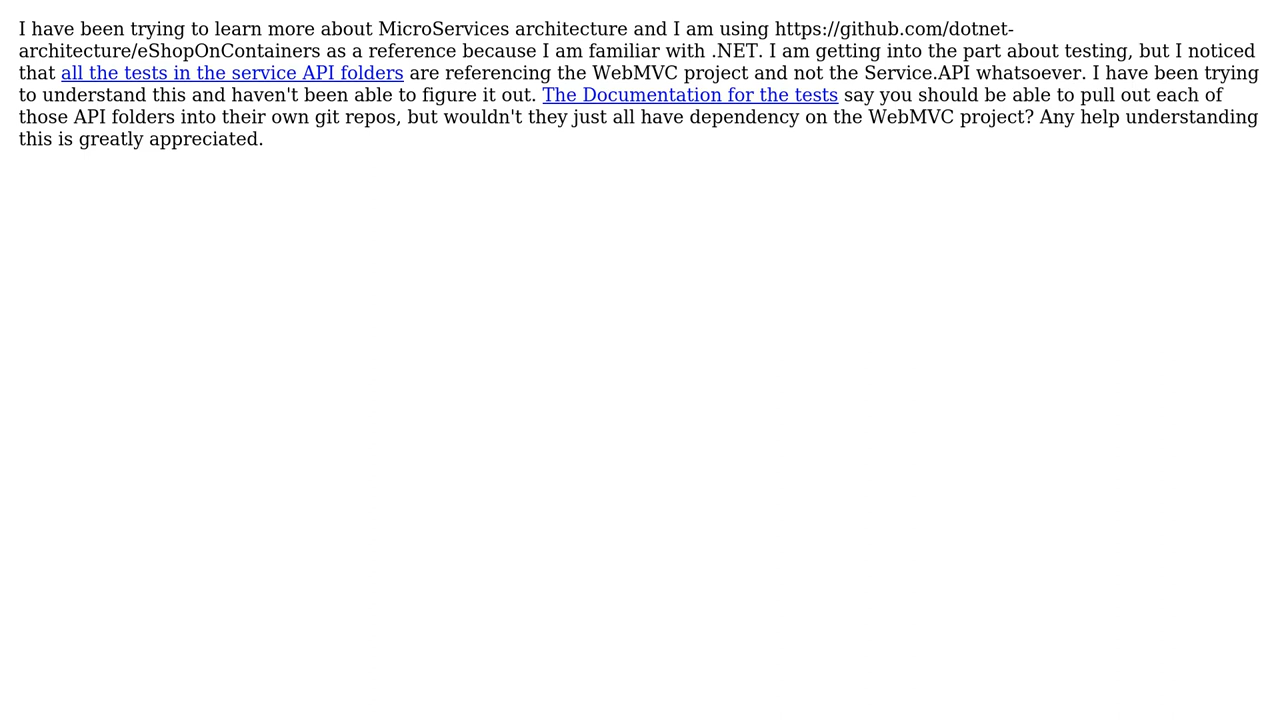 I have been trying to learn more about MicroServices architecture and I am using https://github.com/dotnet-
architecture/eShopOnContainers as a reference because I am familiar with .NET. I am getting into the part about testing, but I noticed
that all the tests in the service API folders are referencing the WebMVC project and not the Service.API whatsoever. I have been trying
to understand this and haven't been able to figure it out. The Documentation for the tests say you should be able to pull out each of
those API folders into their own git repos, but wouldn't they just all have dependency on the WebMVC project? Any help understanding
this is greatly appreciated.